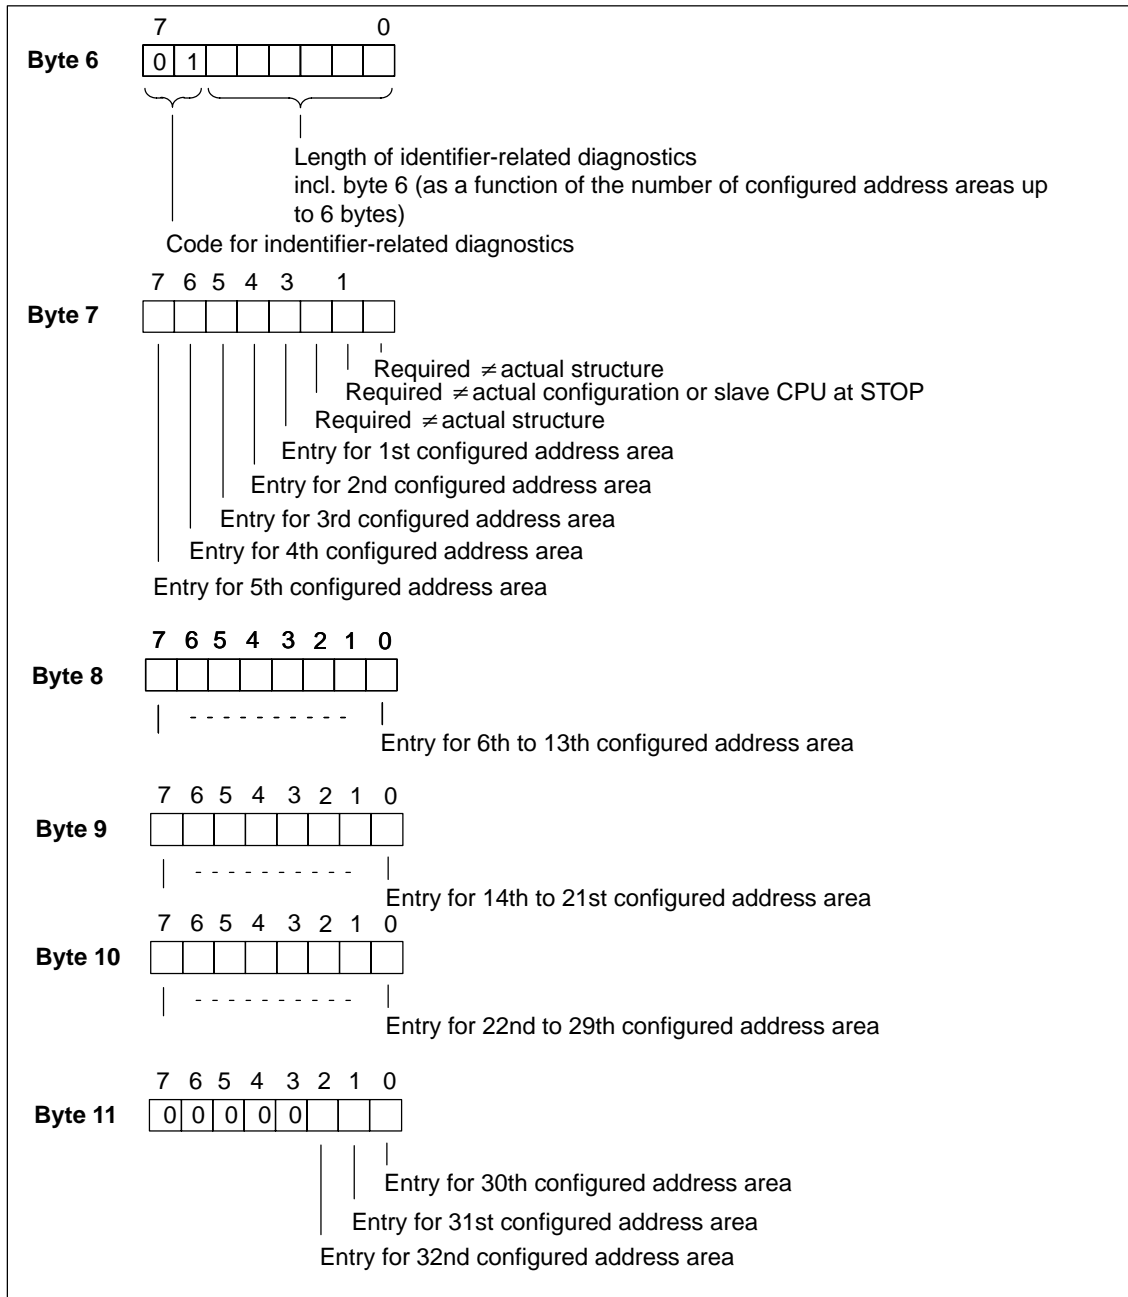 7 0
Byte 6 0 1
Length of identifier-related diagnostics
incl. byte 6 (as a function of the number of configured address areas up
to 6 bytes)
Code for indentifier-related diagnostics
7 6 5 4 3 1
Byte 7
Required ≠ actual structure
Required ≠ actual configuration or slave CPU at STOP
Required ≠ actual structure
Entry for 1st configured address area
Entry for 2nd configured address area
Entry for 3rd configured address area
Entry for 4th configured address area
Entry for 5th configured address area
7 6 5 4 3 2 1 0
Byte 8
Entry for 6th to 13th configured address area
7 6 5 4 3 2 1 0
Byte 9
Entry for 14th to 21st configured address area
7 6 5 4 3 2 1 0
Byte 10
Entry for 22nd to 29th configured address area
7 6 5 4 3 2 1 0
Byte 11 0 0 0 0 0
Entry for 30th configured address area
Entry for 31st configured address area
Entry for 32nd configured address area